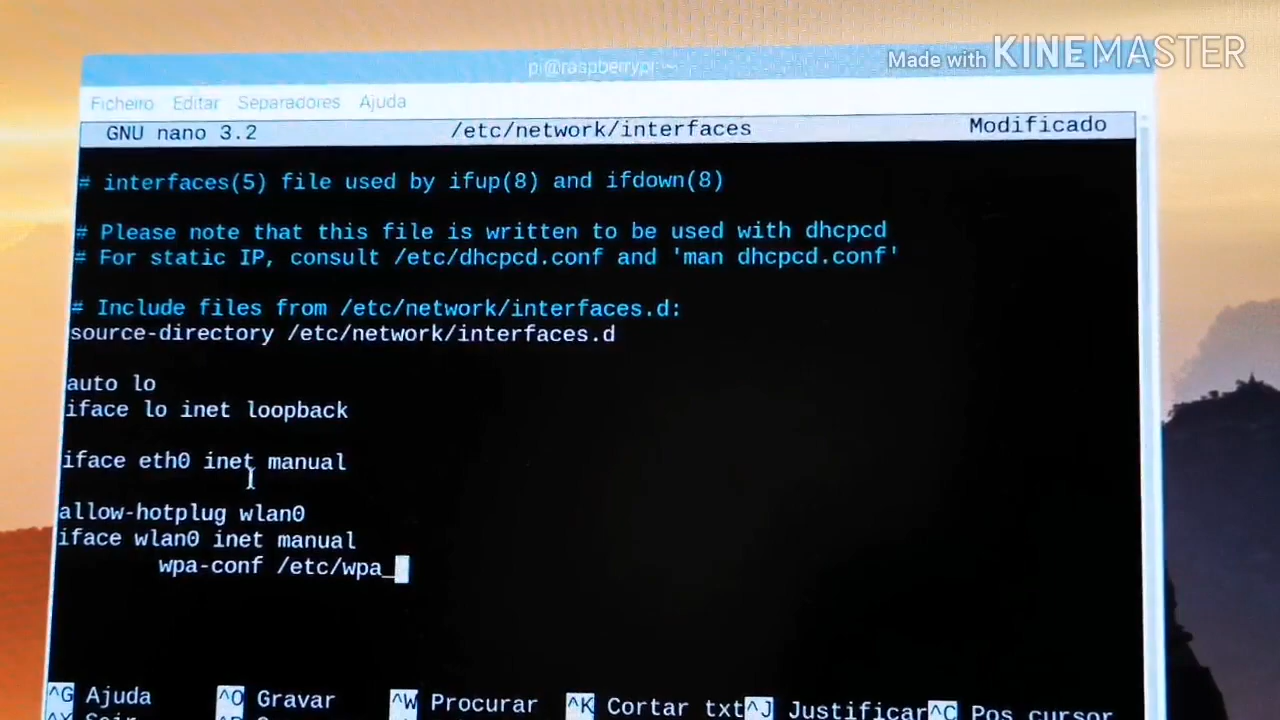 Made with KINEMASTER
pi@raspberrypi: ~
Ficheiro Editar Separadores Ajuda
GNU nano 3.2 /etc/network/interfaces Modificado
# interfaces(5) file used by ifup(8) and ifdown(8)
# Please note that this file is written to be used with dhcpcd
# For static IP, consult /etc/dhcpcd.conf and 'man dhcpcd.conf'
# Include files from /etc/network/interfaces.d:
source-directory /etc/network/interfaces.d
auto lo
iface lo inet loopback
iface eth0 inet manual
allow-hotplug wlan0
iface wlan0 inet manual
wpa-conf /etc/wpa_
^G Ajuda ^O Gravar ^W Procurar ^K Cortar txt ^J Justificar ^C Pos cursor
^X Sair